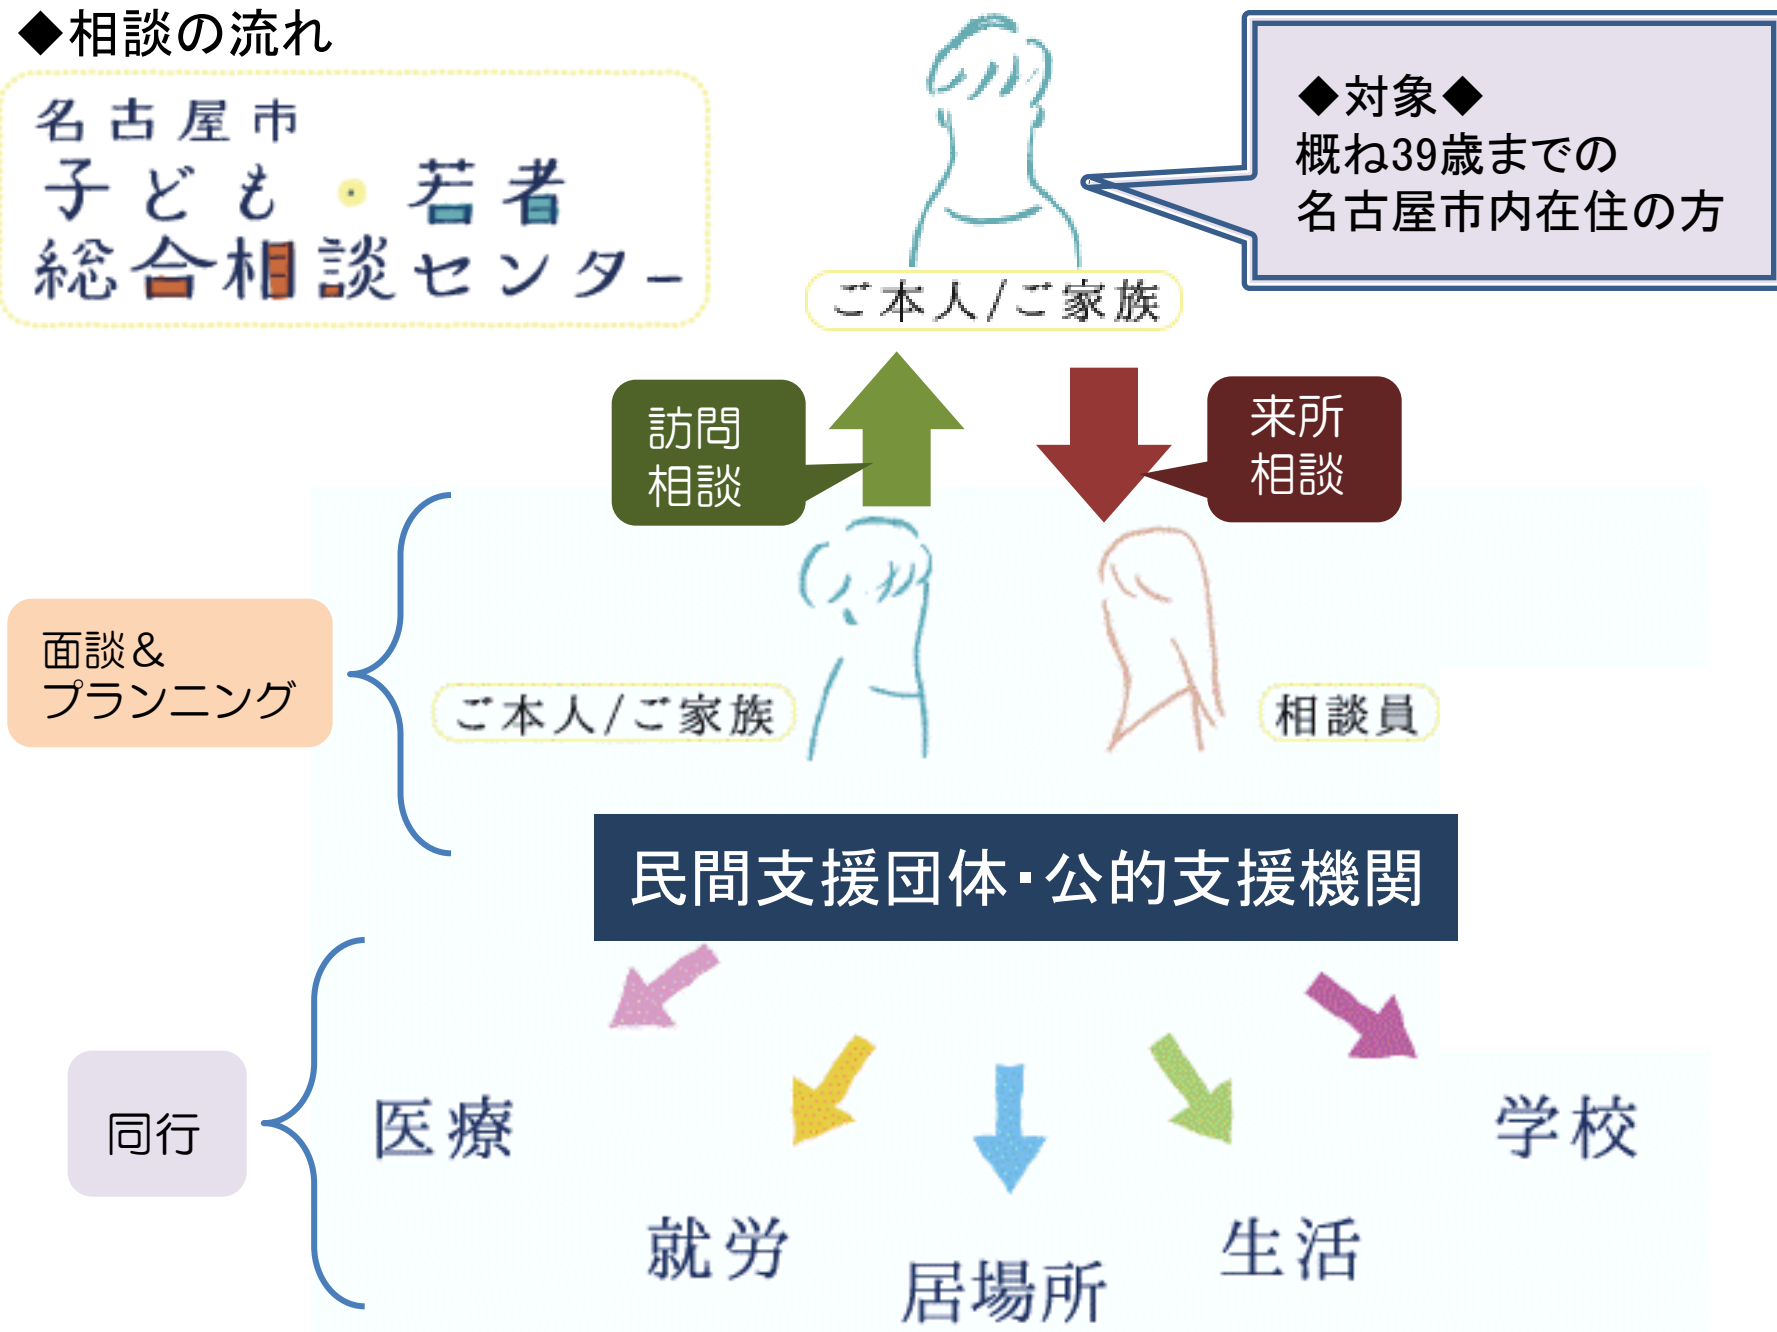 ◆相談の流れ
名古屋市
子ども・若者
総合相談センター
◆対象◆
概ね39歳までの
名古屋市内在住の方
ご本人/ご家族
訪問
相談
来所
相談
面談&
プランニング
ご本人/ご家族
相談員
民間支援団体・公的支援機関
同行
医療
就労
居場所
生活
学校